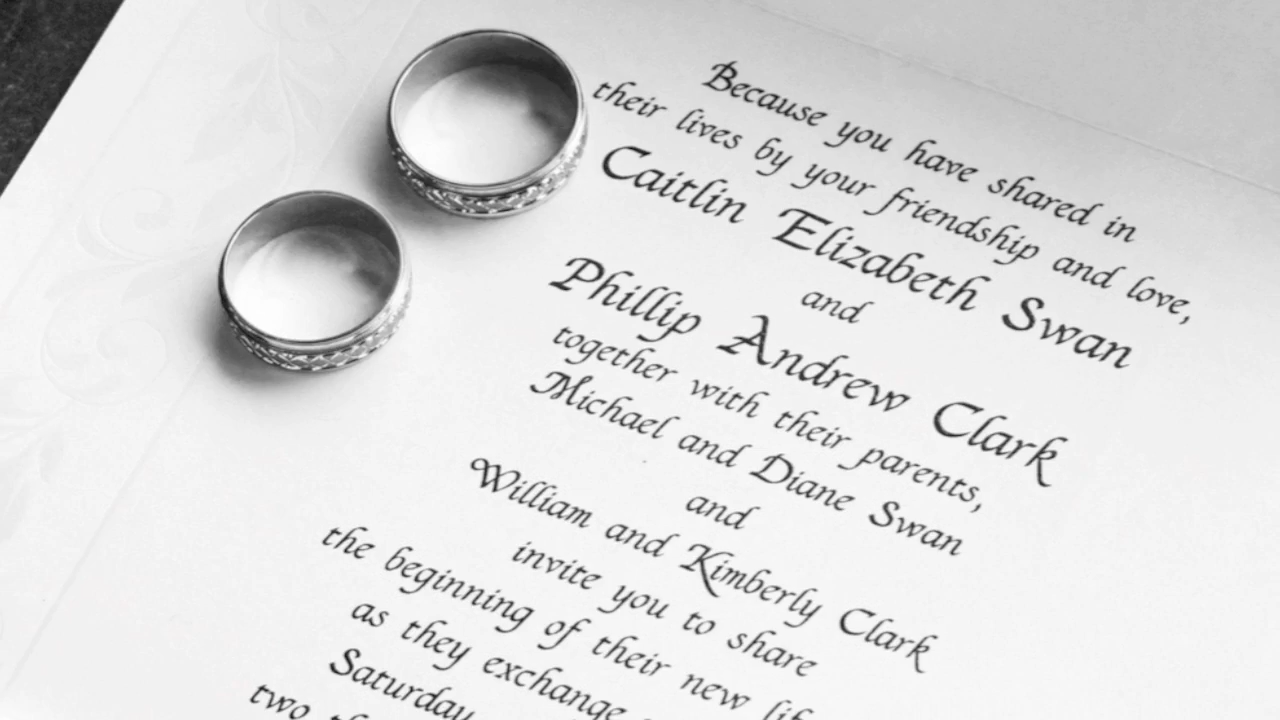 Because you have shared in
their lives by your friendship and love,
Caitlin Elizabeth Swan
and
Phillip Andrew Clark
together with their parents,
Michael and Diane Swan
and
William and Kimberly Clark
invite you to share
the beginning of their new
as they exchange
Saturday
two